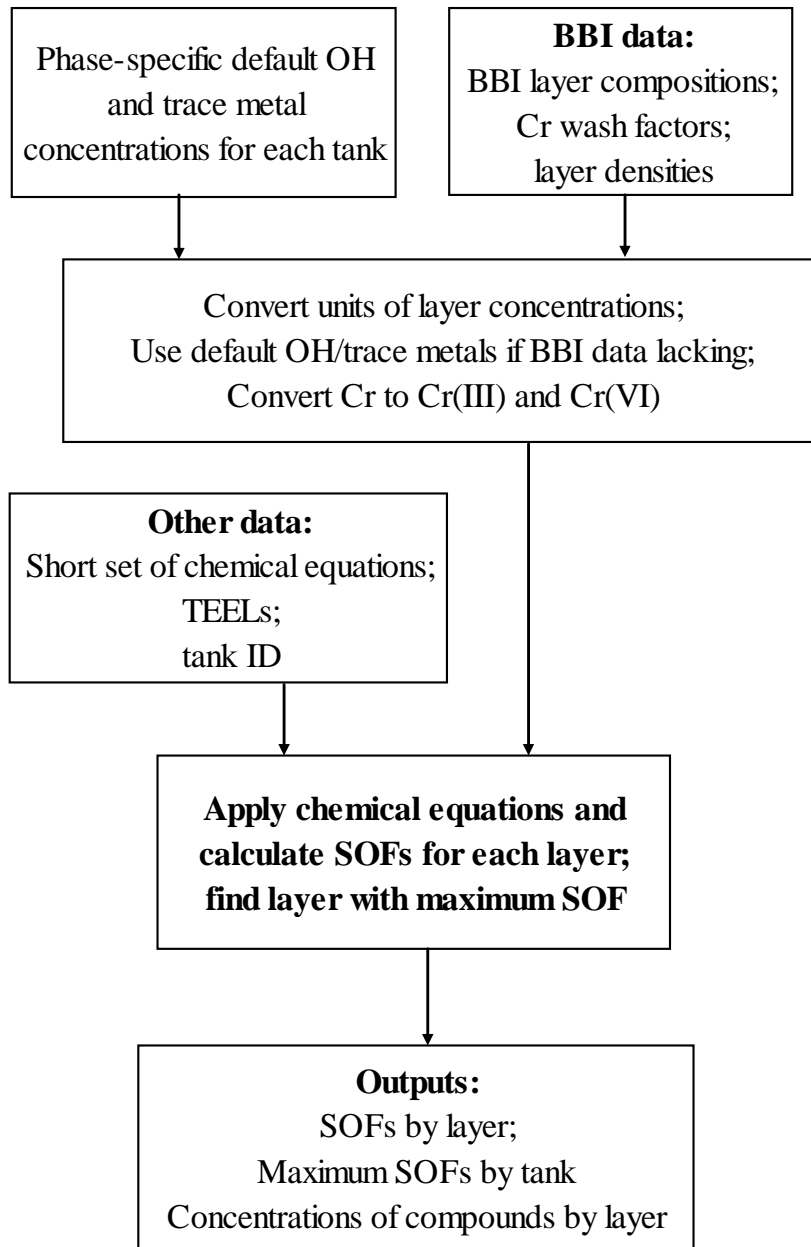 Phase-specific default OH
and trace metal
concentrations for each tank
BBI data:
BBI layer compositions;
Cr wash factors;
layer densities
Convert units of layer concentrations;
Use default OH/trace metals if BBI data lacking;
Convert Cr to Cr(III) and Cr(VI)
Other data:
Short set of chemical equations;
TEELs;
tank ID
Apply chemical equations and
calculate SOFs for each layer;
find layer with maximum SOF
Outputs:
SOFs by layer;
Maximum SOFs by tank
Concentrations of compounds by layer